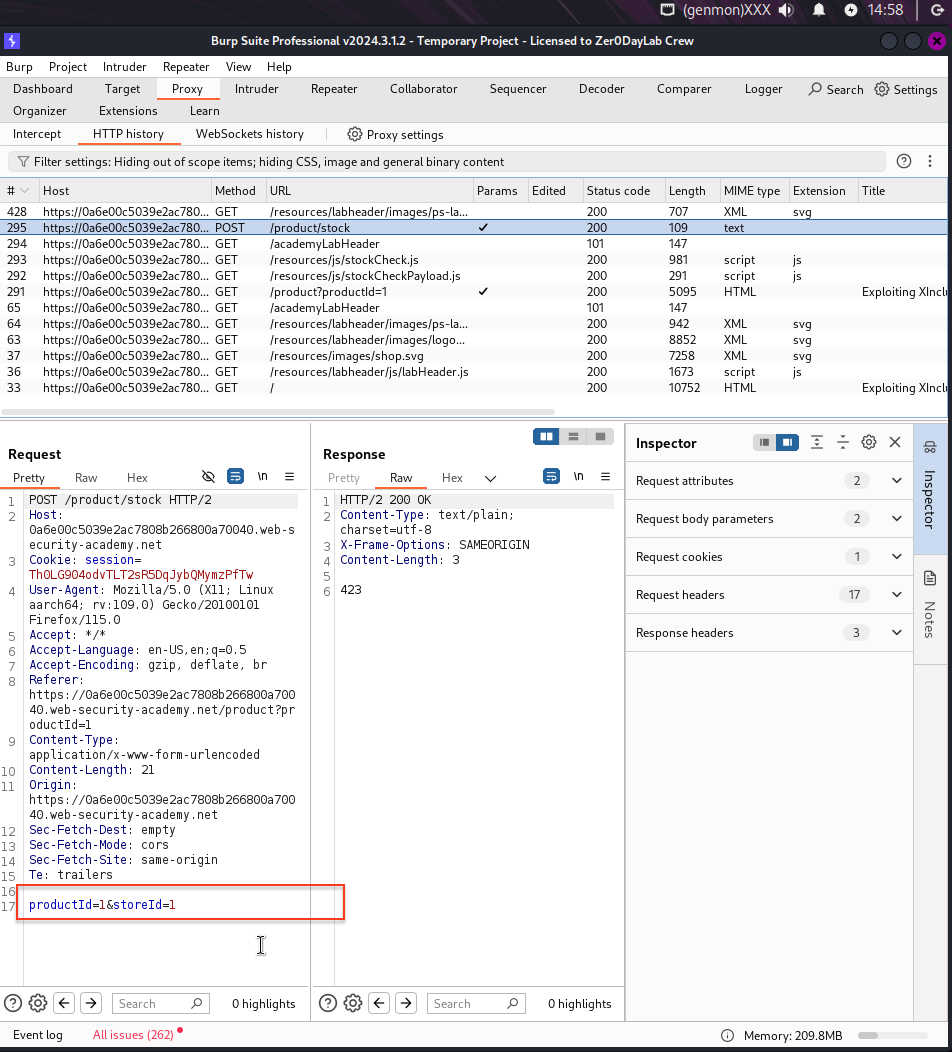 (genmon)XXX 14:58
Burp Suite Professional v2024.3.1.2 - Temporary Project - Licensed to Zer0DayLab Crew
Burp Project Intruder Repeater View Help
Dashboard Target Proxy Intruder Repeater Collaborator Sequencer Decoder Comparer Logger Search Settings
Organizer Extensions Learn
Intercept HTTP history WebSockets history Proxy settings
Filter settings: Hiding out of scope items; hiding CSS, image and general binary content
# Host Method URL Params Edited Status code Length MIME type Extension Title
428 https://0a6e00c5039e2ac780... GET /resources/labheader/images/ps-la... 200 707 XML svg
295 https://0a6e00c5039e2ac780... POST /product/stock ✓ 200 109 text
294 https://0a6e00c5039e2ac780... GET /academyLabHeader 101 147
293 https://0a6e00c5039e2ac780... GET /resources/js/stockCheck.js 200 981 script js
292 https://0a6e00c5039e2ac780... GET /resources/js/stockCheckPayload.js 200 291 script js
291 https://0a6e00c5039e2ac780... GET /product?productId=1 ✓ 200 5095 HTML Exploiting XInclu
65 https://0a6e00c5039e2ac780... GET /academyLabHeader 101 147
64 https://0a6e00c5039e2ac780... GET /resources/labheader/images/ps-la... 200 942 XML svg
63 https://0a6e00c5039e2ac780... GET /resources/labheader/images/logo... 200 8852 XML svg
37 https://0a6e00c5039e2ac780... GET /resources/images/shop.svg 200 7258 XML svg
36 https://0a6e00c5039e2ac780... GET /resources/labheader/js/labHeader.js 200 1673 script js
33 https://0a6e00c5039e2ac780... GET / 200 10752 HTML Exploiting XInclu
Request
Pretty Raw Hex \n
1 POST /product/stock HTTP/2
2 Host:
0a6e00c5039e2ac7808b266800a70040.web-s
ecurity-academy.net
3 Cookie: session=
Th0LG904odvTLT2sR5DqJybQMymzPfTw
4 User-Agent: Mozilla/5.0 (X11; Linux
aarch64; rv:109.0) Gecko/20100101
Firefox/115.0
5 Accept: */*
6 Accept-Language: en-US,en;q=0.5
7 Accept-Encoding: gzip, deflate, br
8 Referer:
https://0a6e00c5039e2ac7808b266800a700
40.web-security-academy.net/product?pr
oductId=1
9 Content-Type:
application/x-www-form-urlencoded
10 Content-Length: 21
11 Origin:
https://0a6e00c5039e2ac7808b266800a700
40.web-security-academy.net
12 Sec-Fetch-Dest: empty
13 Sec-Fetch-Mode: cors
14 Sec-Fetch-Site: same-origin
15 Te: trailers
16
17 productId=1&storeId=1
Search 0 highlights
Response
Pretty Raw Hex \n
1 HTTP/2 200 OK
2 Content-Type: text/plain;
charset=utf-8
3 X-Frame-Options: SAMEORIGIN
4 Content-Length: 3
5
6 423
Search 0 highlights
Inspector
Request attributes 2
Request body parameters 2
Request cookies 1
Request headers 17
Response headers 3
Inspector
Notes
Event log All issues (262) Memory: 209.8MB